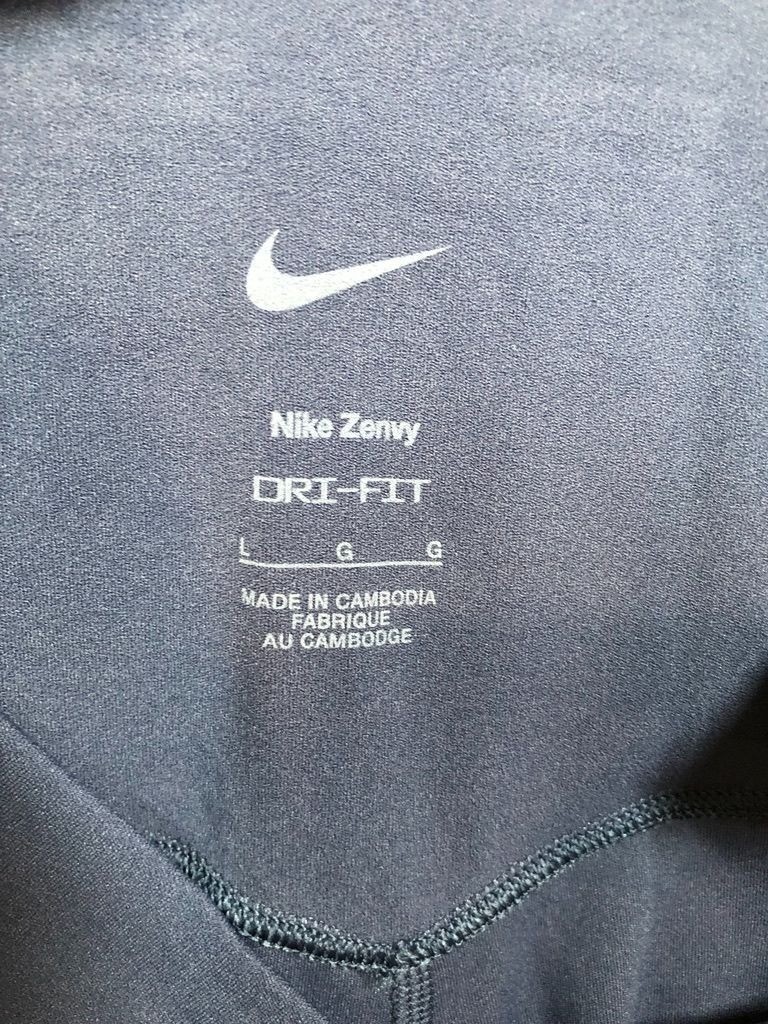 Nike Zenvy
DRI-FIT
L G G
MADE IN CAMBODIA
FABRIQUE
AU CAMBODGE